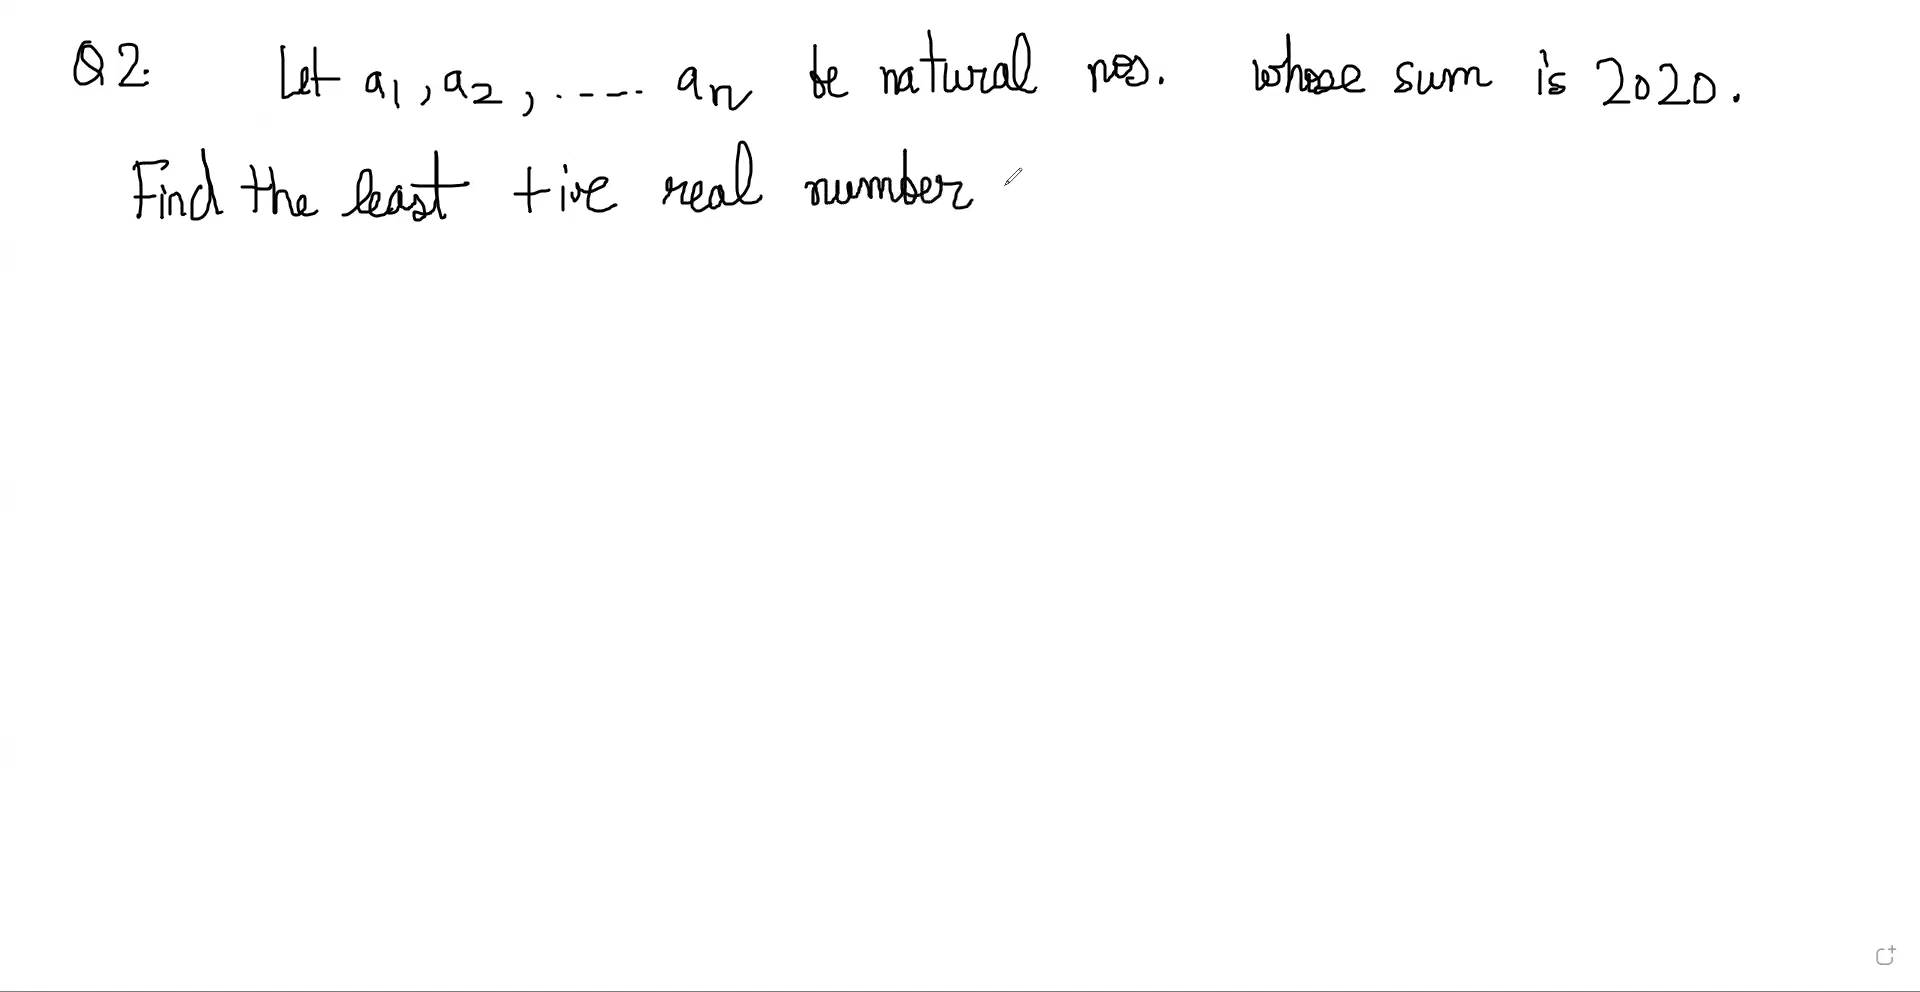 Q2. Let a1, a2, ..... an be natural nos. whose sum is 2020.
Find the least +ive real number